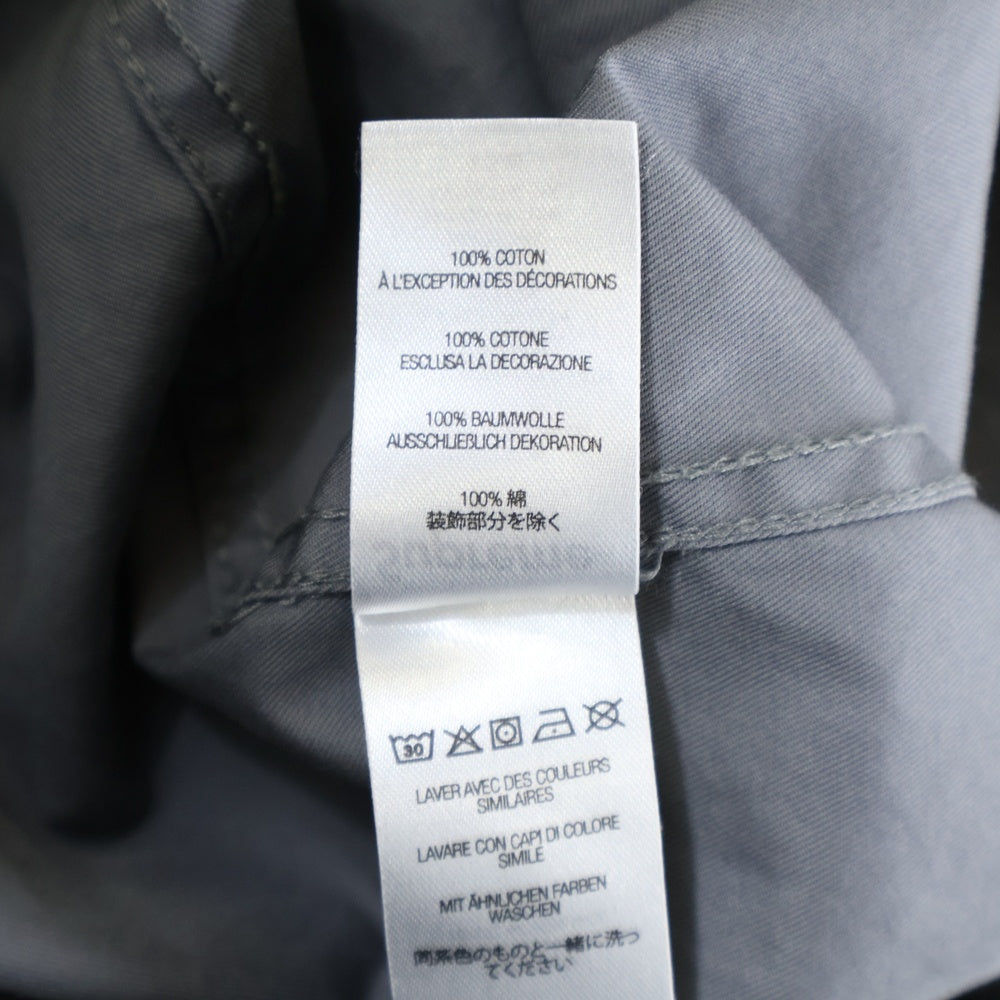 100% COTON
À L'EXCEPTION DES DÉCORATIONS
100% COTONE
ESCLUSA LA DECORAZIONE
100% BAUMWOLLE
AUSSCHLIEßLICH DEKORATION
100% 綿
装飾部分を除く
30
LAVER AVEC DES COULEURS
SIMILAIRES
LAVARE CON CAPI DI COLORE
SIMILE
MIT ÄHNLICHEN FARBEN
WASCHEN
同系色のものと一緒に洗っ
てください